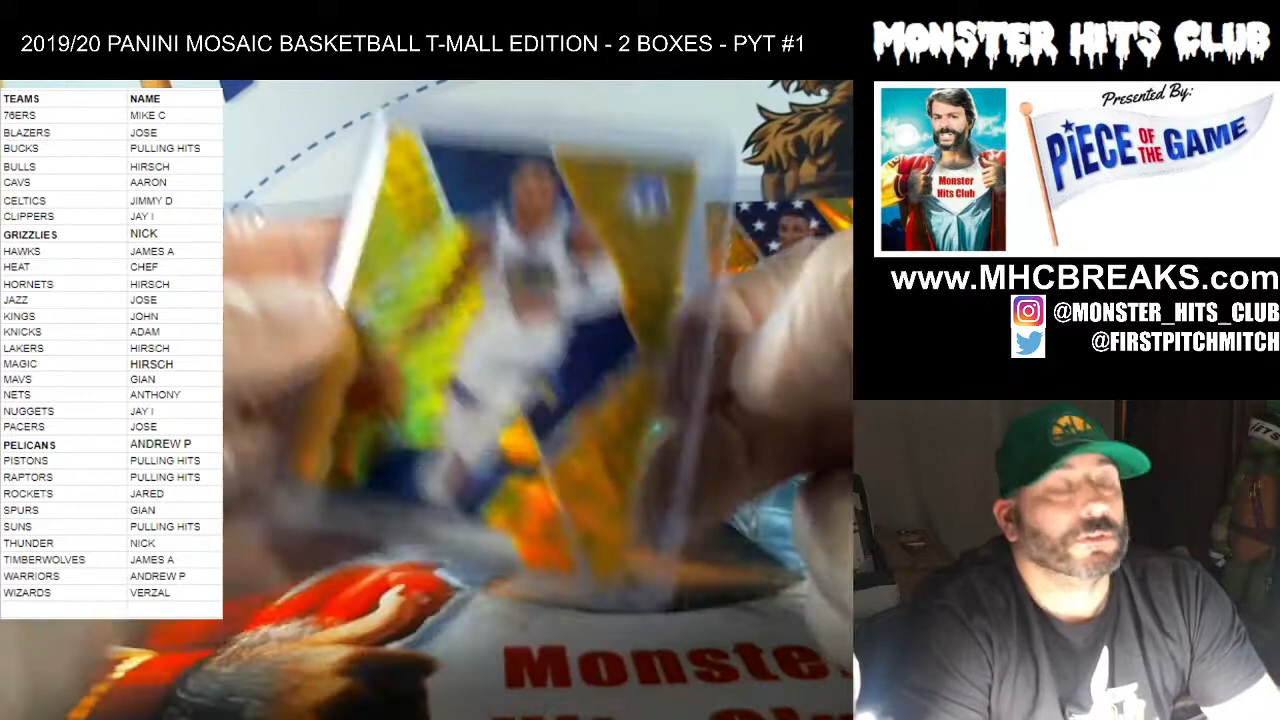 2019/20 PANINI MOSAIC BASKETBALL T-MALL EDITION - 2 BOXES - PYT #1
MONSTER HITS CLUB
Presented By:
PIECE OF THE GAME
Monster
Hits Club
www.MHCBREAKS.com
@MONSTER_HITS_CLUB
@FIRSTPITCHMITCH
TEAMS NAME
76ERS MIKE C
BLAZERS JOSE
BUCKS PULLING HITS
BULLS HIRSCH
CAVS AARON
CELTICS JIMMY D
CLIPPERS JAY I
GRIZZLIES NICK
HAWKS JAMES A
HEAT CHEF
HORNETS HIRSCH
JAZZ JOSE
KINGS JOHN
KNICKS ADAM
LAKERS HIRSCH
MAGIC HIRSCH
MAVS GIAN
NETS ANTHONY
NUGGETS JAY I
PACERS JOSE
PELICANS ANDREW P
PISTONS PULLING HITS
RAPTORS PULLING HITS
ROCKETS JARED
SPURS GIAN
SUNS PULLING HITS
THUNDER NICK
TIMBERWOLVES JAMES A
WARRIORS ANDREW P
WIZARDS VERZAL
Monste